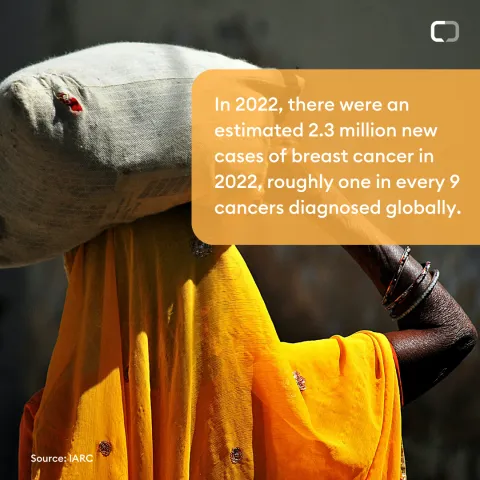 In 2022, there were an
estimated 2.3 million new
cases of breast cancer in
2022, roughly one in every 9
cancers diagnosed globally.
Source: IARC